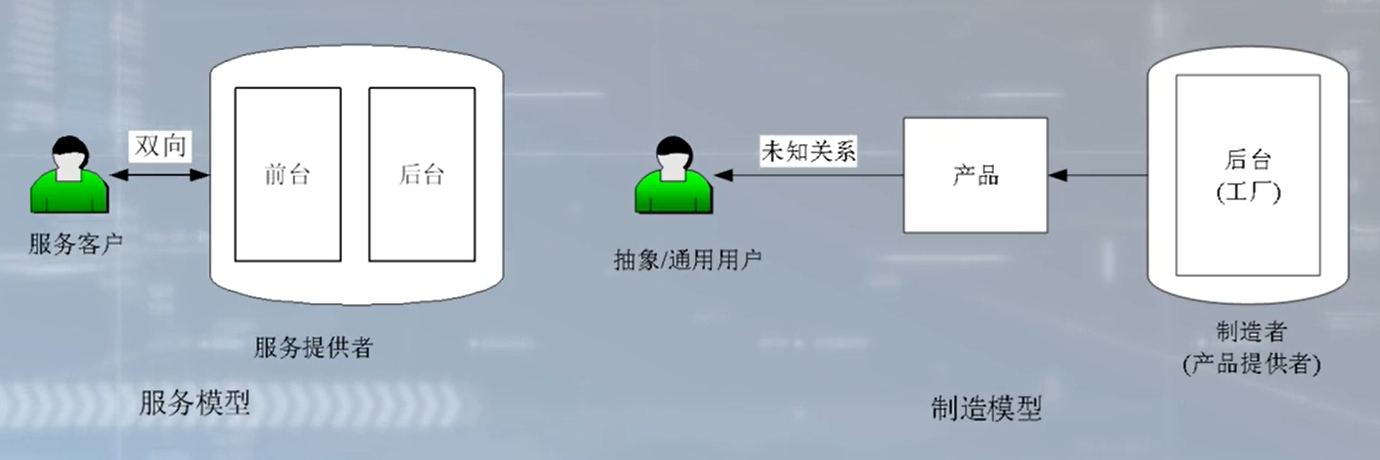 双向
前台
后台
服务客户
服务提供者
服务模型
未知关系
产品
后台
(工厂)
抽象/通用用户
制造者
(产品提供者)
制造模型